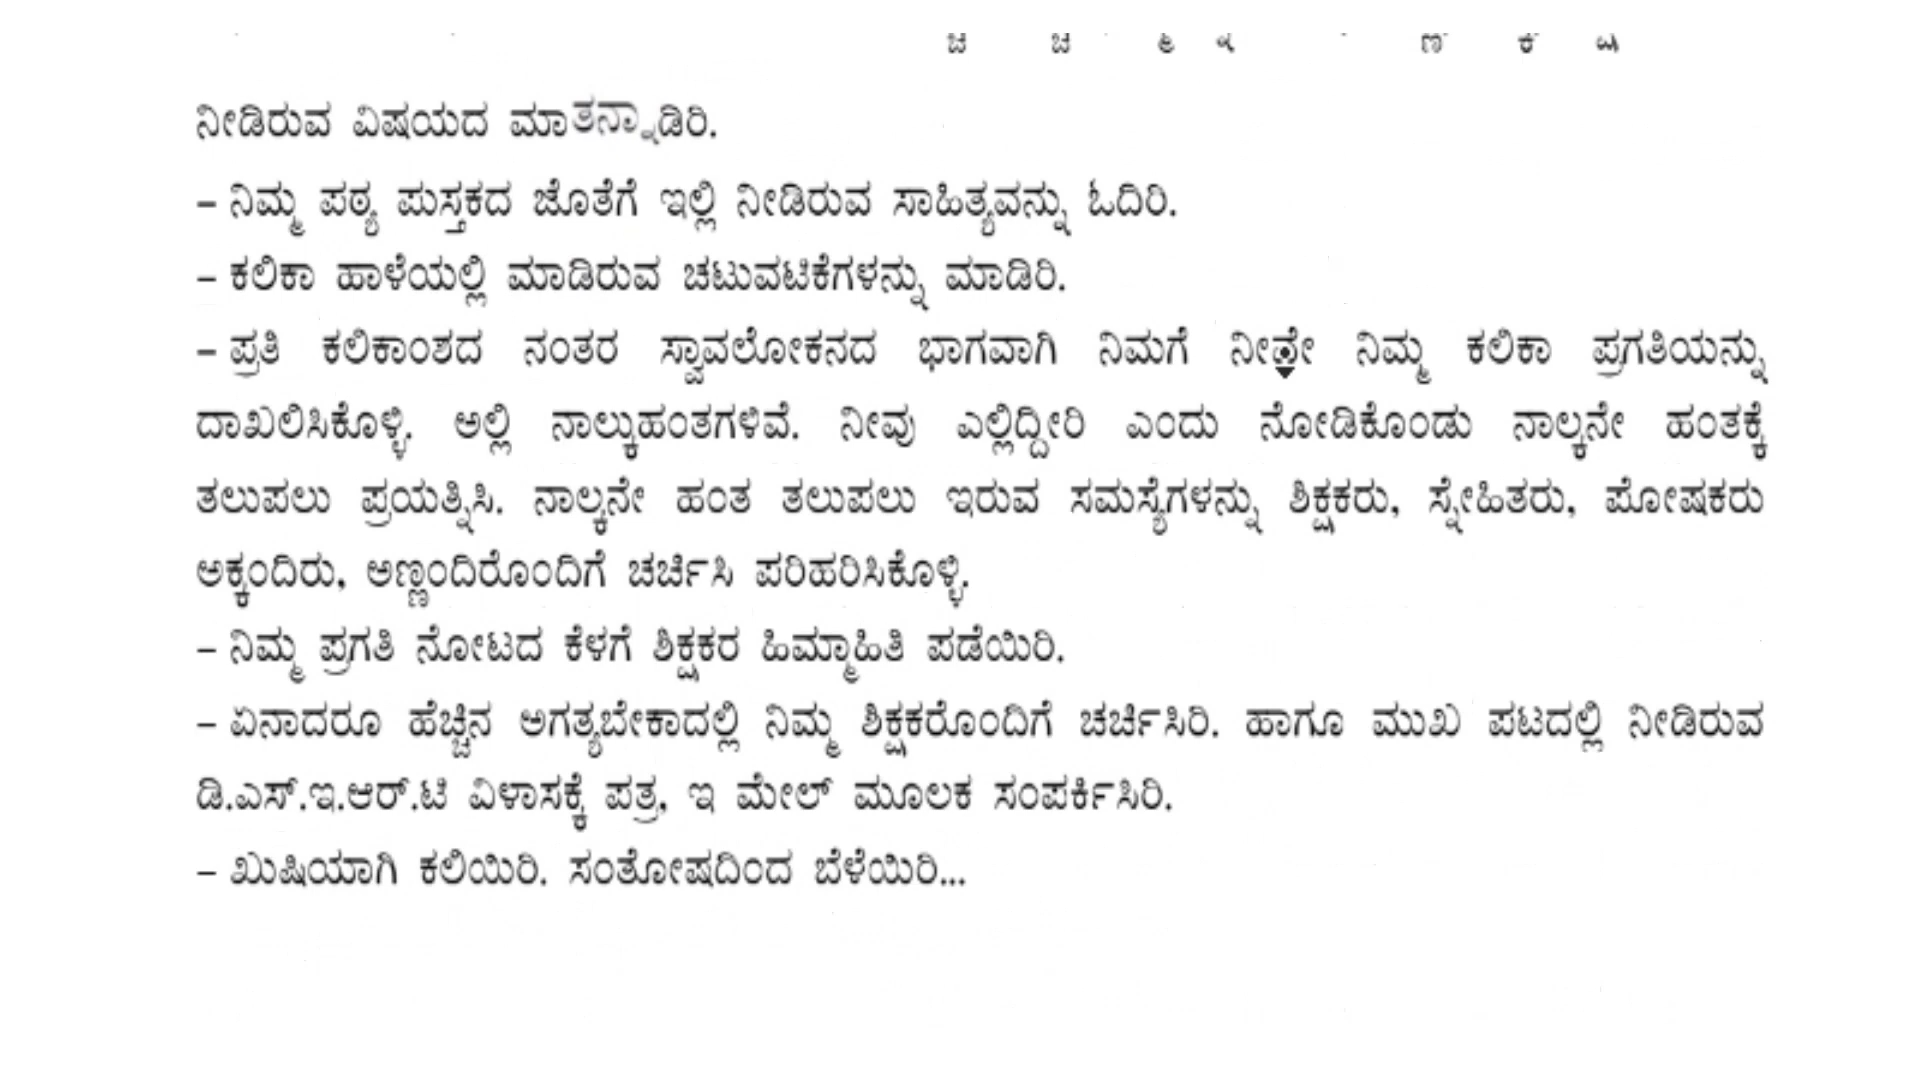 ನೀಡಿರುವ ವಿಷಯದ ಮಾತನ್ನಾಡಿರಿ.
– ನಿಮ್ಮ ಪಠ್ಯ ಪುಸ್ತಕದ ಜೊತೆಗೆ ಇಲ್ಲಿ ನೀಡಿರುವ ಸಾಹಿತ್ಯವನ್ನು ಓದಿರಿ.
– ಕಲಿಕಾ ಹಾಳೆಯಲ್ಲಿ ಮಾಡಿರುವ ಚಟುವಟಿಕೆಗಳನ್ನು ಮಾಡಿರಿ.
– ಪ್ರತಿ ಕಲಿಕಾಂಶದ ನಂತರ ಸ್ವಾವಲೋಕನದ ಭಾಗವಾಗಿ ನಿಮಗೆ ನಿಮ್ಮ ಕಲಿಕಾ ಪ್ರಗತಿಯನ್ನು
ದಾಖಲಿಸಿಕೊಳ್ಳಿ. ಅಲ್ಲಿ ನಾಲ್ಕುಹಂತಗಳಿವೆ. ನೀವು ಎಲ್ಲಿದ್ದೀರಿ ಎಂದು ನೋಡಿಕೊಂಡು ನಾಲ್ಕನೇ ಹಂತಕ್ಕೆ
ತಲುಪಲು ಪ್ರಯತ್ನಿಸಿ. ನಾಲ್ಕನೇ ಹಂತ ತಲುಪಲು ಇರುವ ಸಮಸ್ಯೆಗಳನ್ನು ಶಿಕ್ಷಕರು, ಸ್ನೇಹಿತರು, ಪೋಷಕರು
ಅಕ್ಕಂದಿರು, ಅಣ್ಣಂದಿರೊಂದಿಗೆ ಚರ್ಚಿಸಿ ಪರಿಹರಿಸಿಕೊಳ್ಳಿ.
– ನಿಮ್ಮ ಪ್ರಗತಿ ನೋಟದ ಕೆಳಗೆ ಶಿಕ್ಷಕರ ಹಿಮ್ಮಾಹಿತಿ ಪಡೆಯಿರಿ.
– ಏನಾದರೂ ಹೆಚ್ಚಿನ ಅಗತ್ಯಬೇಕಾದಲ್ಲಿ ನಿಮ್ಮ ಶಿಕ್ಷಕರೊಂದಿಗೆ ಚರ್ಚಿಸಿರಿ. ಹಾಗೂ ಮುಖ ಪಟದಲ್ಲಿ ನೀಡಿರುವ
ಡಿ.ಎಸ್.ಇ.ಆರ್.ಟಿ ವಿಳಾಸಕ್ಕೆ ಪತ್ರ, ಇ ಮೇಲ್ ಮೂಲಕ ಸಂಪರ್ಕಿಸಿರಿ.
– ಖುಷಿಯಾಗಿ ಕಲಿಯಿರಿ. ಸಂತೋಷದಿಂದ ಬೆಳೆಯಿರಿ...